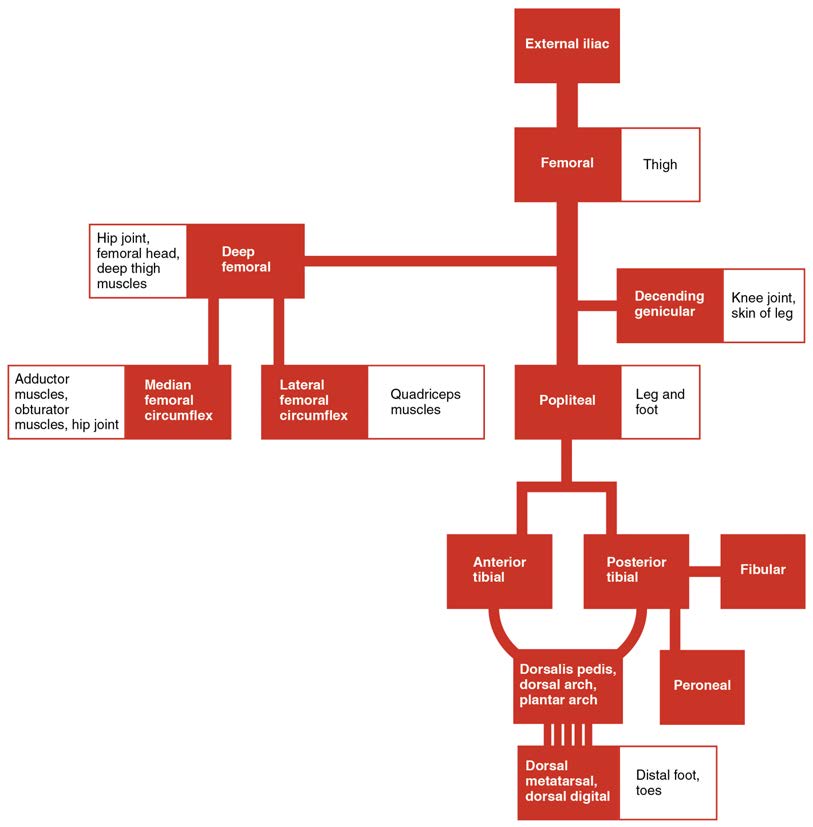 External iliac
Femoral
Thigh
Hip joint,
femoral head,
deep thigh
muscles
Deep
femoral
Decending
genicular
Knee joint,
skin of leg
Adductor
muscles,
obturator
muscles, hip joint
Median
femoral
circumflex
Lateral
femoral
circumflex
Quadriceps
muscles
Popliteal
Leg and
foot
Anterior
tibial
Posterior
tibial
Fibular
Dorsalis pedis,
dorsal arch,
plantar arch
Peroneal
Dorsal
metatarsal,
dorsal digital
Distal foot,
toes